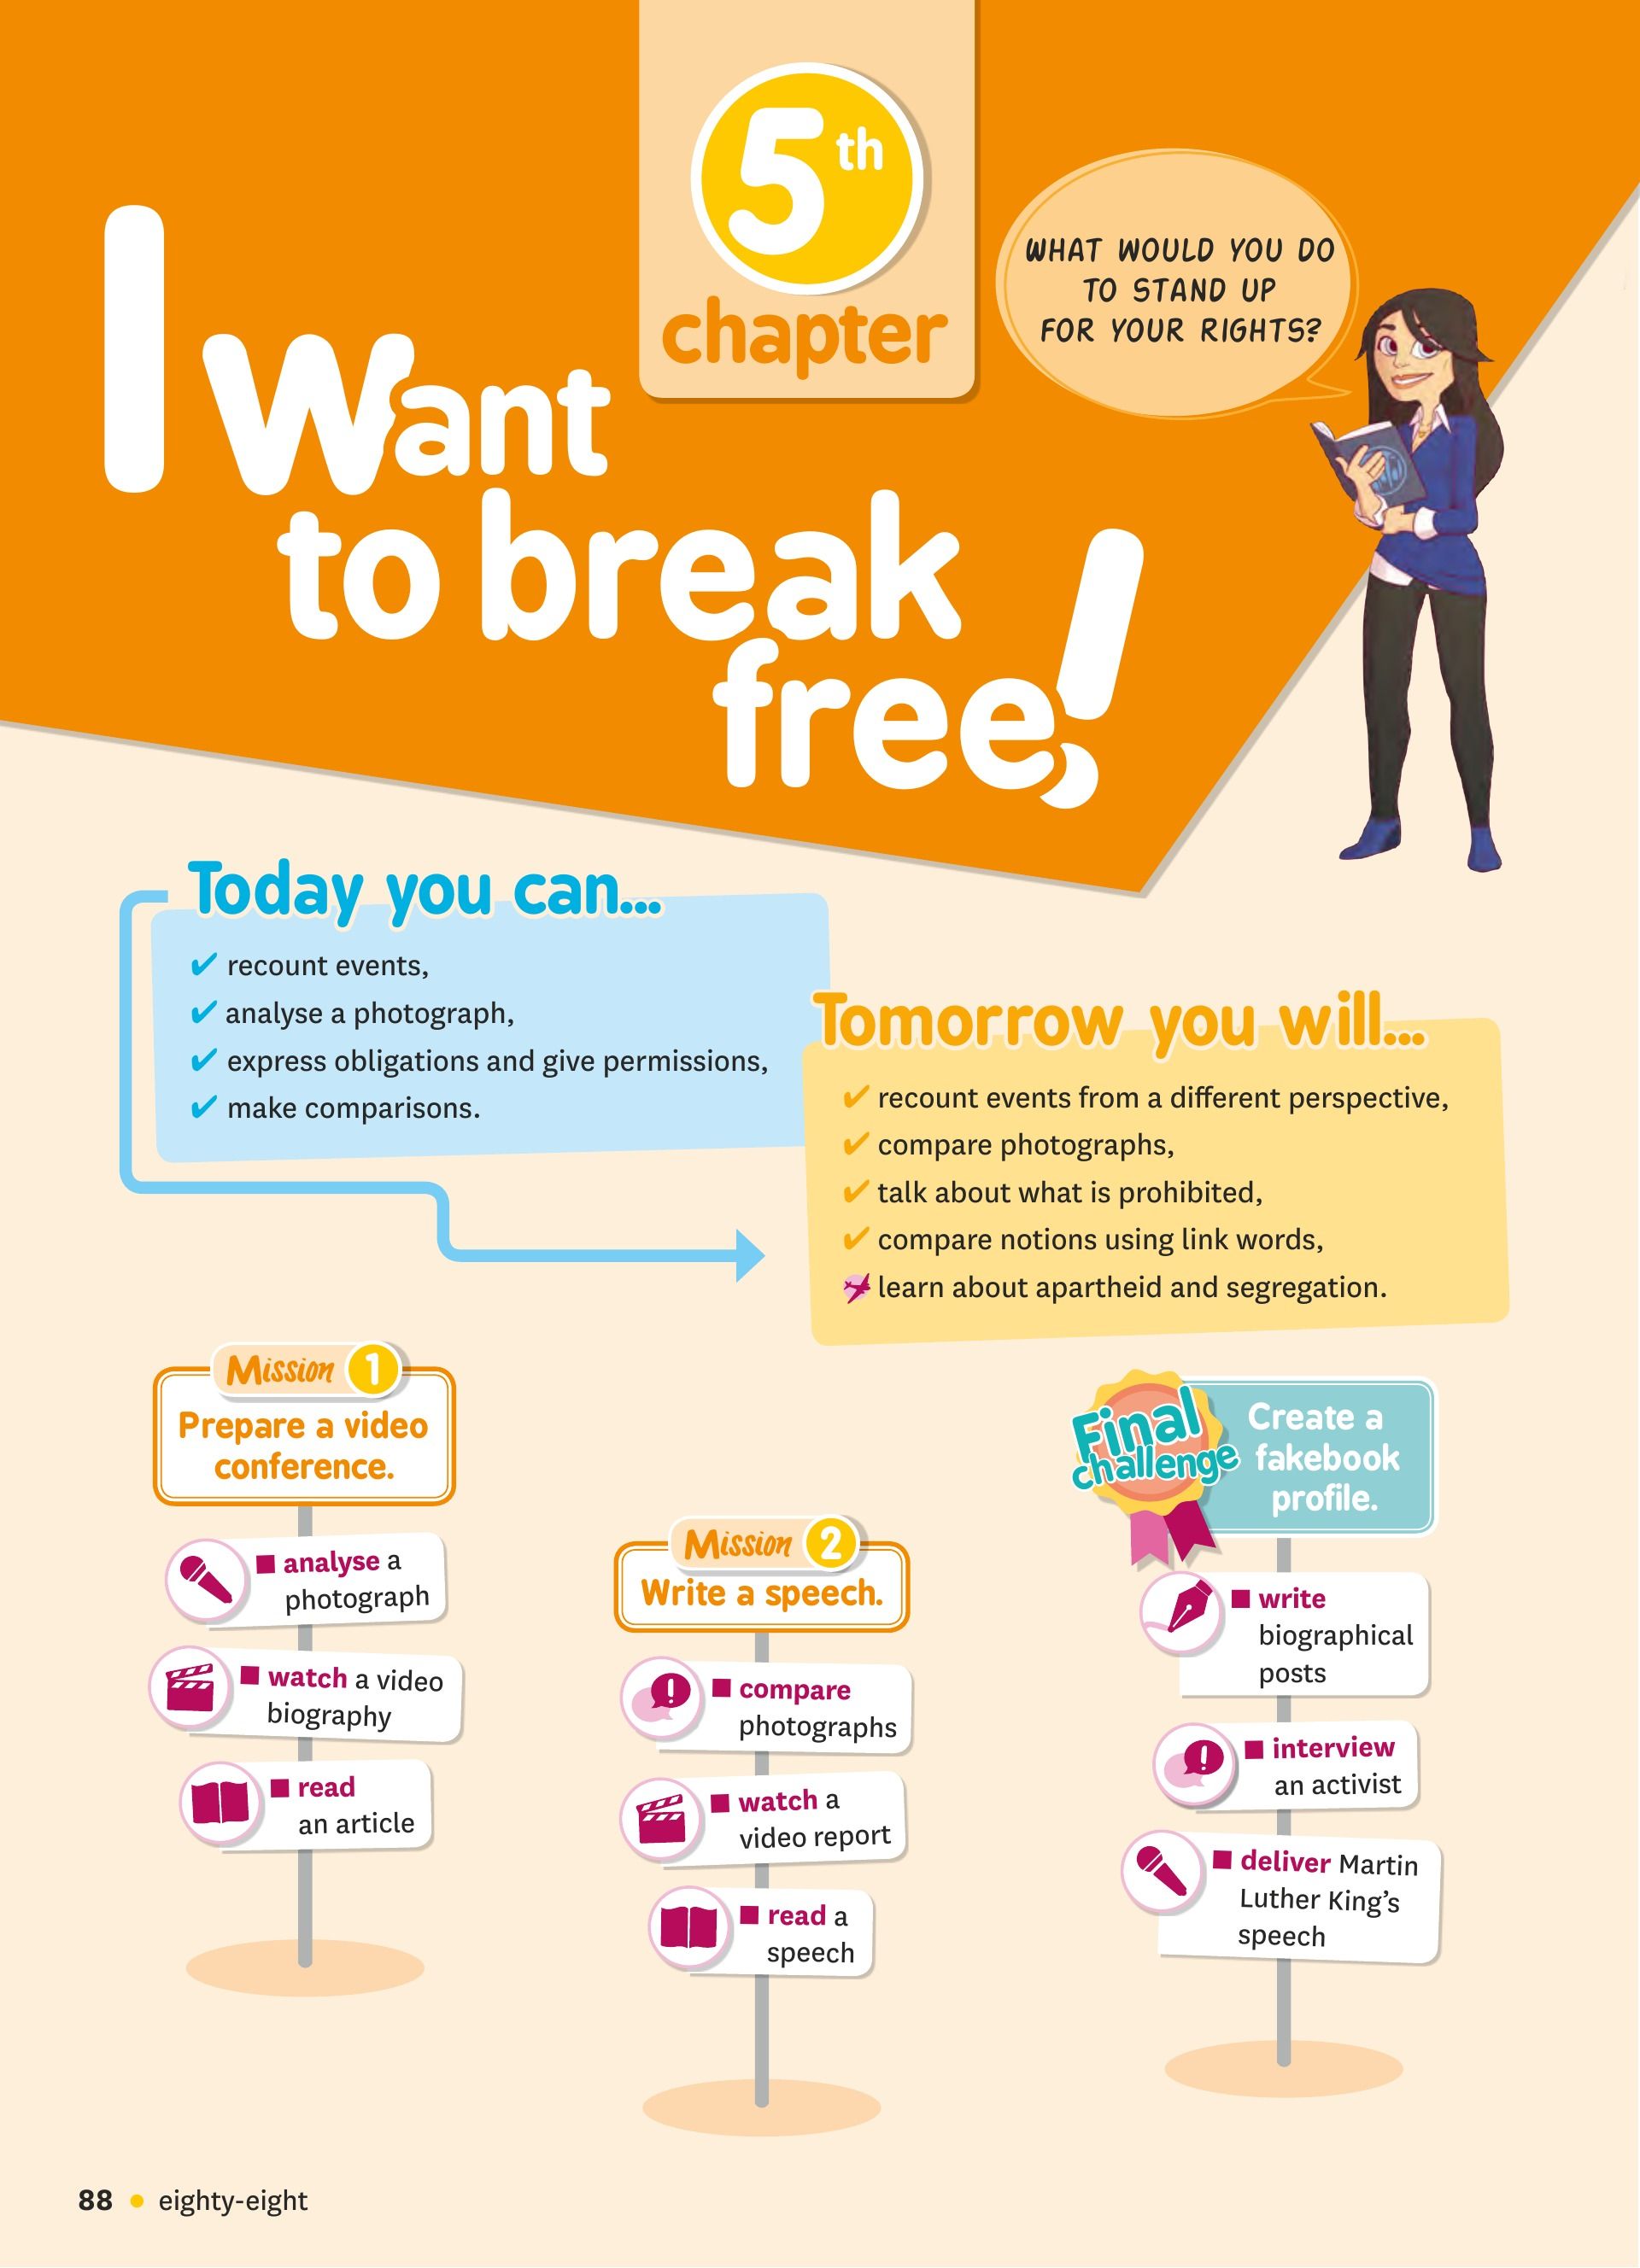 5th
chapter
I Want
to break
free!
WHAT WOULD YOU DO
TO STAND UP
FOR YOUR RIGHTS?
Today you can...
✔ recount events,
✔ analyse a photograph,
✔ express obligations and give permissions,
✔ make comparisons.
Tomorrow you will...
✔ recount events from a different perspective,
✔ compare photographs,
✔ talk about what is prohibited,
✔ compare notions using link words,
learn about apartheid and segregation.
Mission 1
Prepare a video
conference.
■ analyse a
photograph
■ watch a video
biography
■ read
an article
Mission 2
Write a speech.
■ compare
photographs
■ watch a
video report
■ read a
speech
Final
challenge
Create a
fakebook
profile.
■ write
biographical
posts
■ interview
an activist
■ deliver Martin
Luther King's
speech
88 • eighty-eight